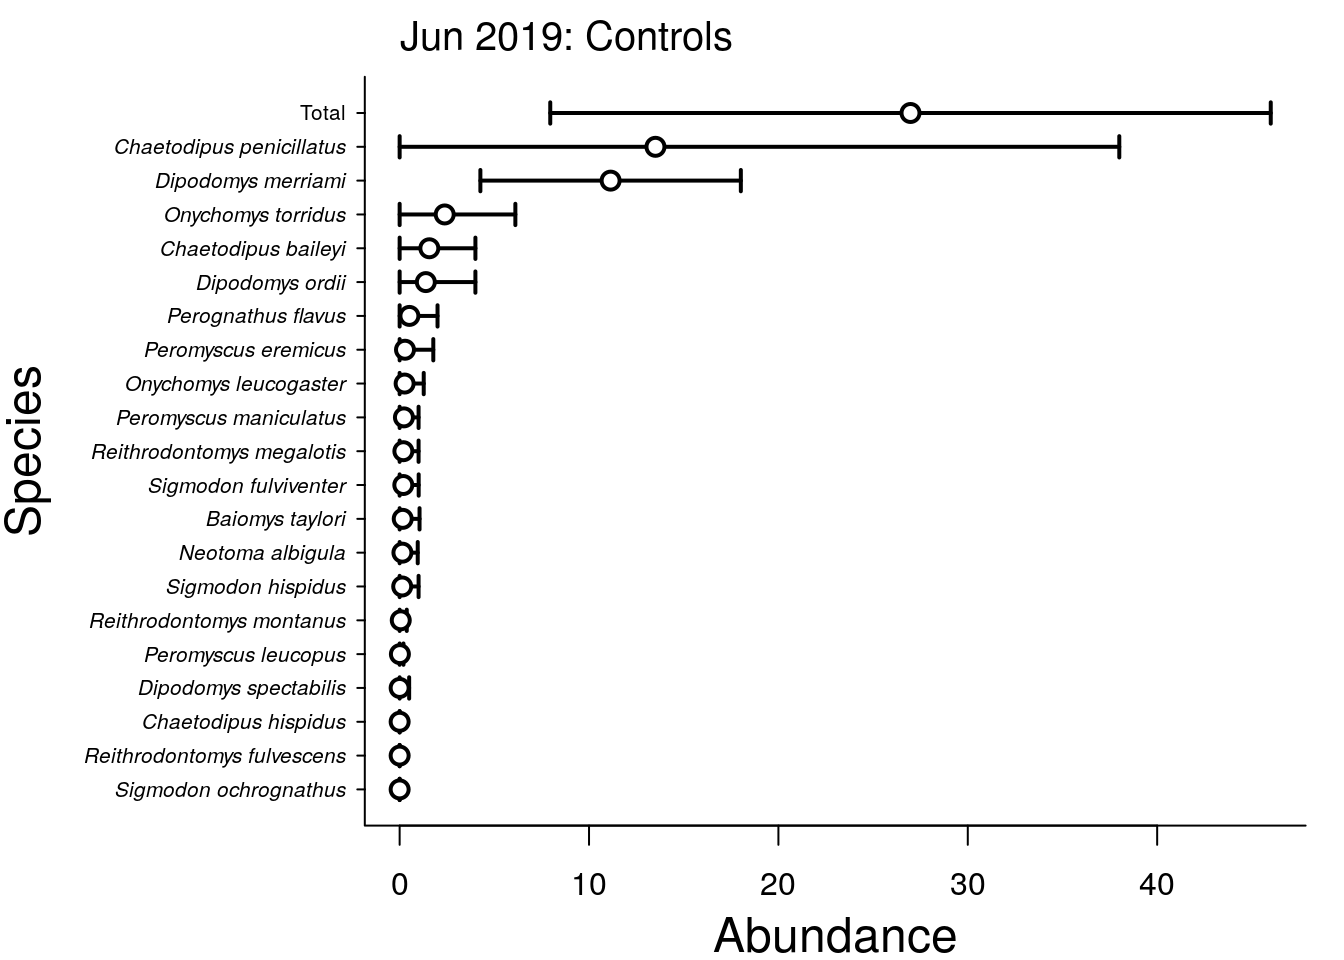 Jun 2019: Controls
Total
Chaetodipus penicillatus
Dipodomys merriami
Onychomys torridus
Chaetodipus baileyi
Dipodomys ordii
Perognathus flavus
Peromyscus eremicus
Onychomys leucogaster
Peromyscus maniculatus
Reithrodontomys megalotis
Sigmodon fulviventer
Baiomys taylori
Neotoma albigula
Sigmodon hispidus
Reithrodontomys montanus
Peromyscus leucopus
Dipodomys spectabilis
Chaetodipus hispidus
Reithrodontomys fulvescens
Sigmodon ochrognathus
Species
0 10 20 30 40
Abundance